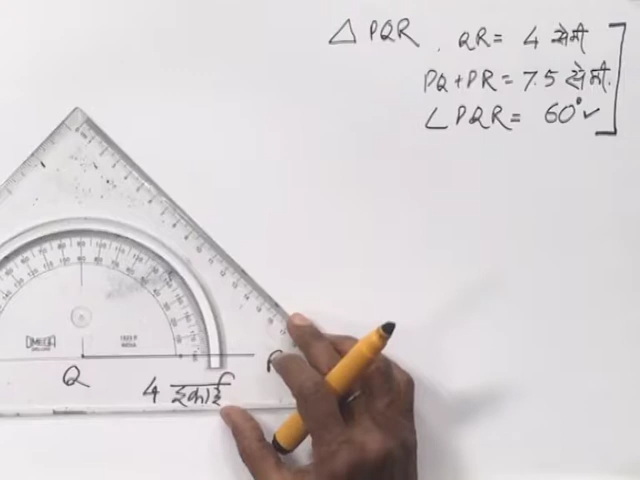 △ PQR, QR = 4 सेमी
PQ + PR = 7.5 सेमी.
∠PQR = 60° ✓
Q
4 इकाई